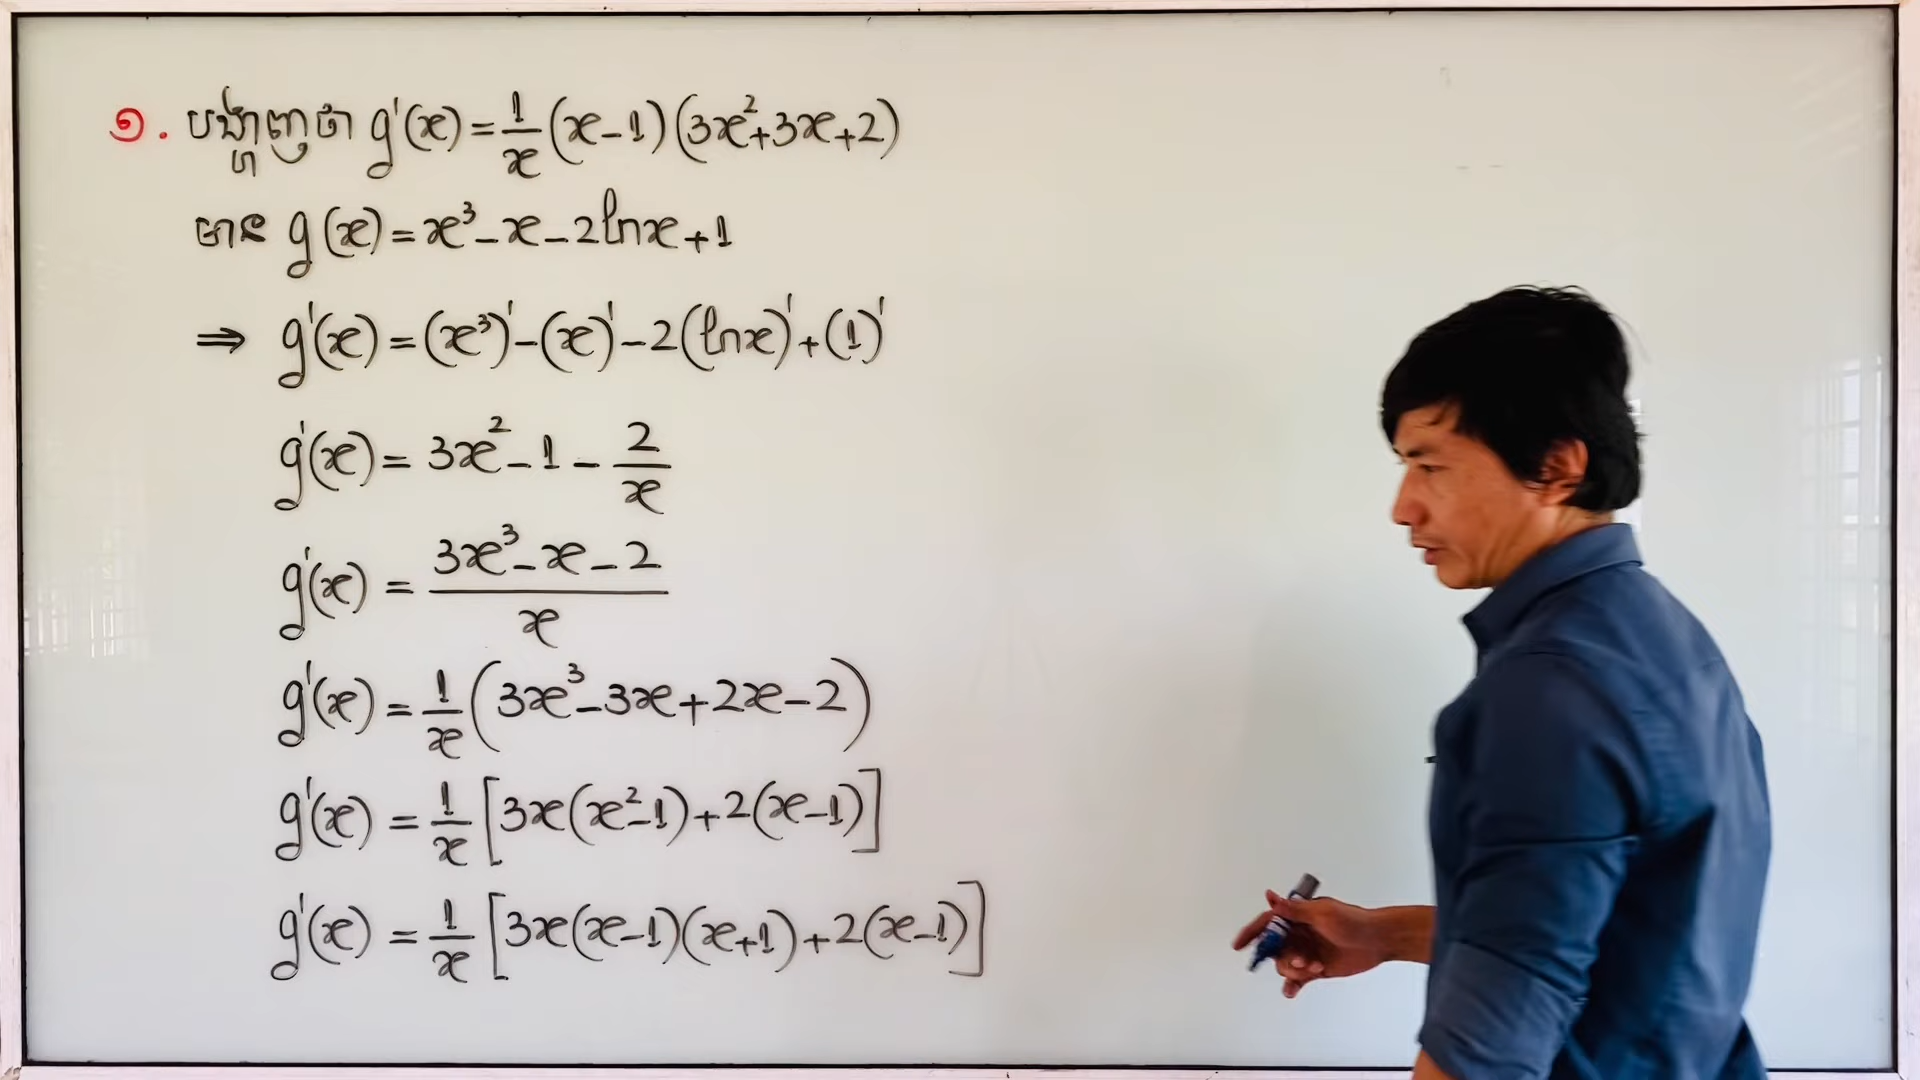 ១. បង្ហាញថា g'(x) = 1/x (x-1)(3x²+3x+2)
មាន g(x) = x³ - x - 2lnx + 1
⇒ g'(x) = (x³)' - (x)' - 2(lnx)' + (1)'
g'(x) = 3x² - 1 - 2/x
g'(x) = (3x³ - x - 2)/x
g'(x) = 1/x (3x³ - 3x + 2x - 2)
g'(x) = 1/x [3x(x²-1) + 2(x-1)]
g'(x) = 1/x [3x(x-1)(x+1) + 2(x-1)]